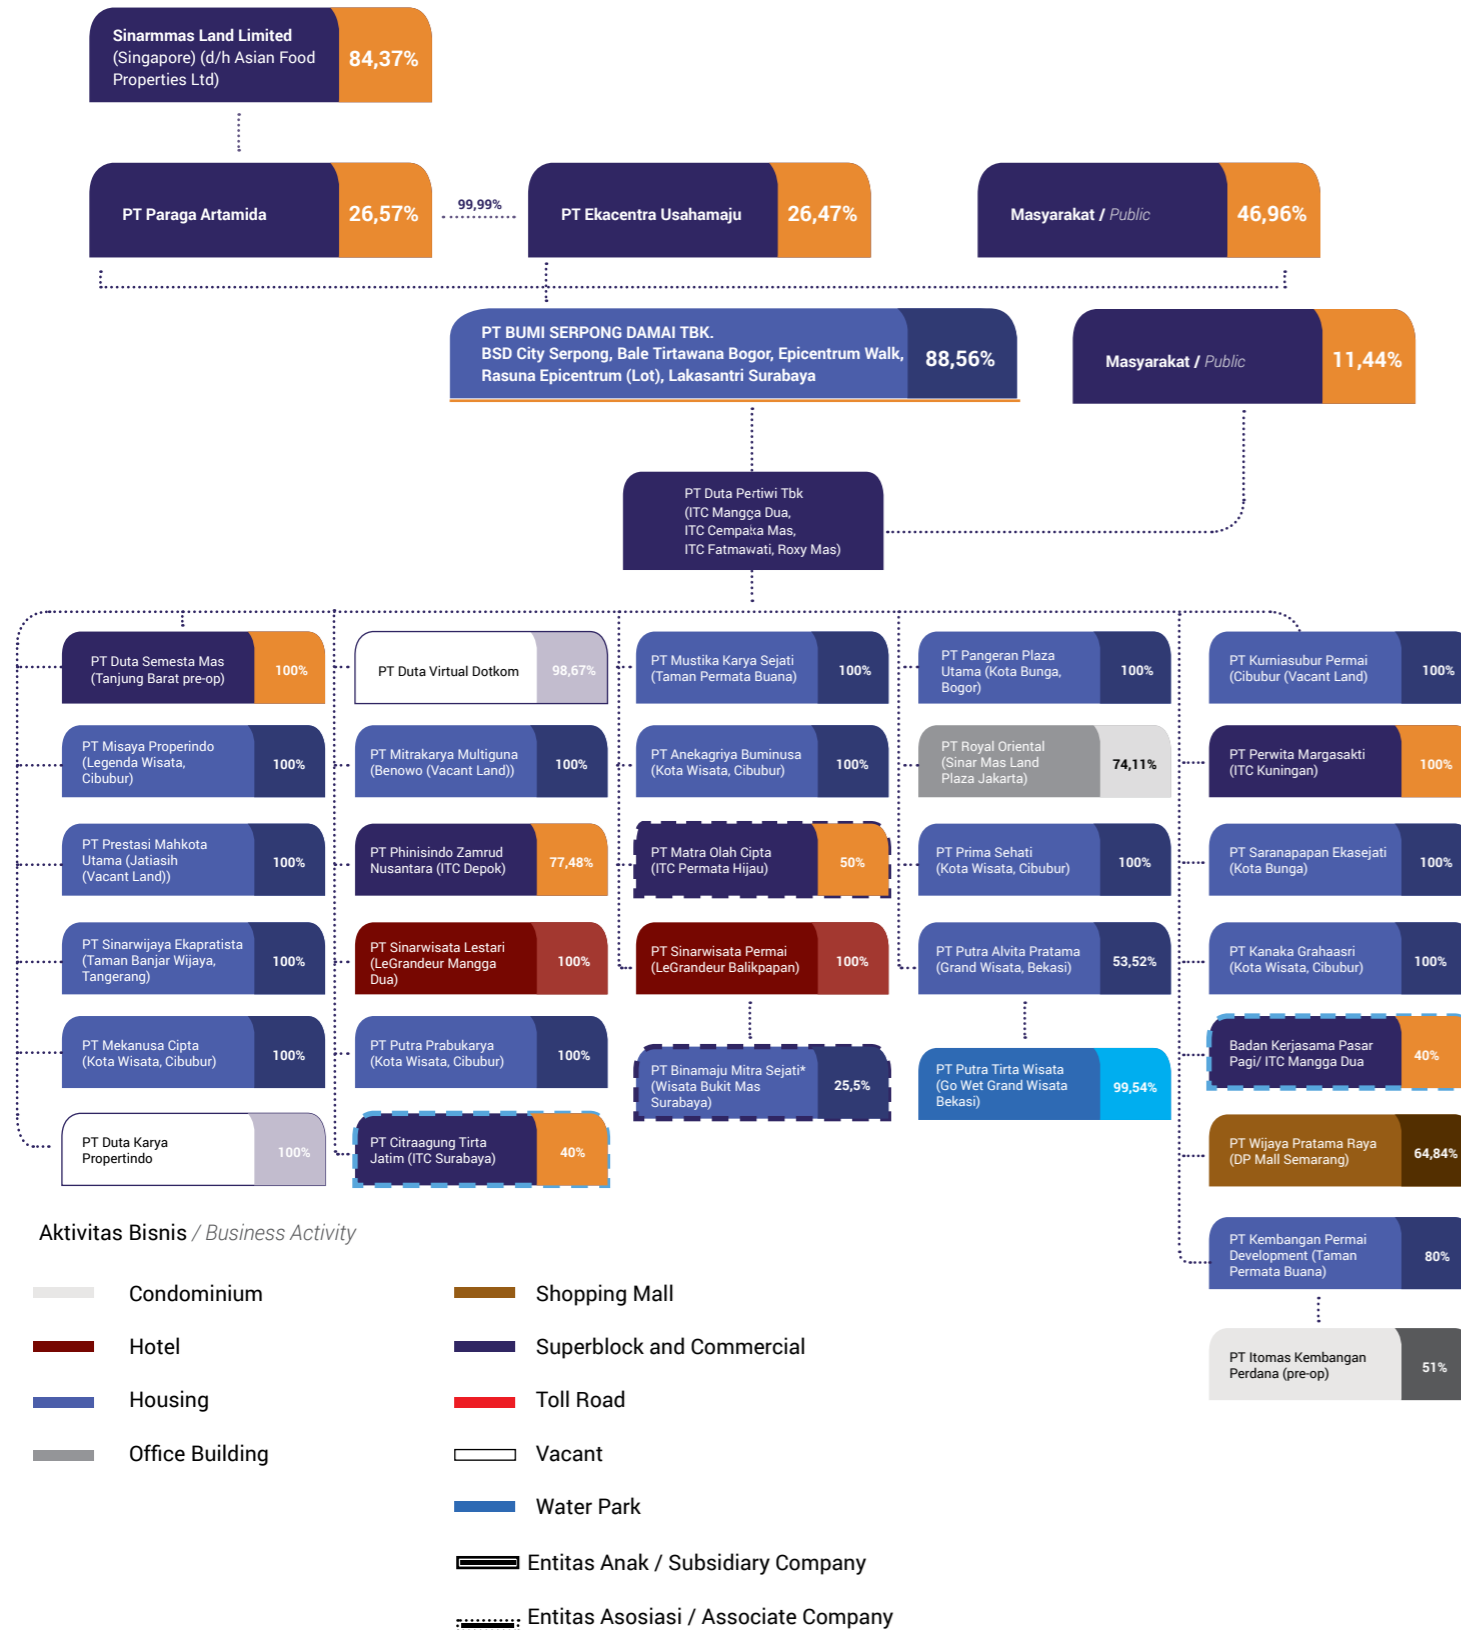 Sinarmmas Land Limited
(Singapore) (d/h Asian Food
Properties Ltd)
84,37%
PT Paraga Artamida
26,57%
99,99%
PT Ekacentra Usahamaju
26,47%
Masyarakat / Public
46,96%
PT BUMI SERPONG DAMAI TBK.
BSD City Serpong, Bale Tirtawana Bogor, Epicentrum Walk,
Rasuna Epicentrum (Lot), Lakasantri Surabaya
88,56%
Masyarakat / Public
11,44%
PT Duta Pertiwi Tbk
(ITC Mangga Dua,
ITC Cempaka Mas,
ITC Fatmawati, Roxy Mas)
PT Duta Semesta Mas
(Tanjung Barat pre-op)
100%
PT Duta Virtual Dotkom
98,67%
PT Mustika Karya Sejati
(Taman Permata Buana)
100%
PT Pangeran Plaza
Utama (Kota Bunga,
Bogor)
100%
PT Kurniasubur Permai
(Cibubur (Vacant Land)
100%
PT Misaya Properindo
(Legenda Wisata,
Cibubur)
100%
PT Mitrakarya Multiguna
(Benowo (Vacant Land))
100%
PT Anekagriya Buminusa
(Kota Wisata, Cibubur)
100%
PT Royal Oriental
(Sinar Mas Land
Plaza Jakarta)
74,11%
PT Perwita Margasakti
(ITC Kuningan)
100%
PT Prestasi Mahkota
Utama (Jatiasih
(Vacant Land))
100%
PT Phinisindo Zamrud
Nusantara (ITC Depok)
77,48%
PT Matra Olah Cipta
(ITC Permata Hijau)
50%
PT Prima Sehati
(Kota Wisata, Cibubur)
100%
PT Saranapapan Ekasejati
(Kota Bunga)
100%
PT Sinarwijaya Ekapratista
(Taman Banjar Wijaya,
Tangerang)
100%
PT Sinarwisata Lestari
(LeGrandeur Mangga
Dua)
100%
PT Sinarwisata Permai
(LeGrandeur Balikpapan)
100%
PT Putra Alvita Pratama
(Grand Wisata, Bekasi)
53,52%
PT Kanaka Grahaasri
(Kota Wisata, Cibubur)
100%
PT Mekanusa Cipta
(Kota Wisata, Cibubur)
100%
PT Putra Prabukarya
(Kota Wisata, Cibubur)
100%
PT Binamaju Mitra Sejati*
(Wisata Bukit Mas
Surabaya)
25,5%
PT Putra Tirta Wisata
(Go Wet Grand Wisata
Bekasi)
99,54%
Badan Kerjasama Pasar
Pagi/ ITC Mangga Dua
40%
PT Duta Karya
Propertindo
100%
PT Citraagung Tirta
Jatim (ITC Surabaya)
40%
PT Wijaya Pratama Raya
(DP Mall Semarang)
64,84%
PT Kembangan Permai
Development (Taman
Permata Buana)
80%
PT Itomas Kembangan
Perdana (pre-op)
51%
Aktivitas Bisnis / Business Activity
Condominium
Hotel
Housing
Office Building
Shopping Mall
Superblock and Commercial
Toll Road
Vacant
Water Park
Entitas Anak / Subsidiary Company
Entitas Asosiasi / Associate Company